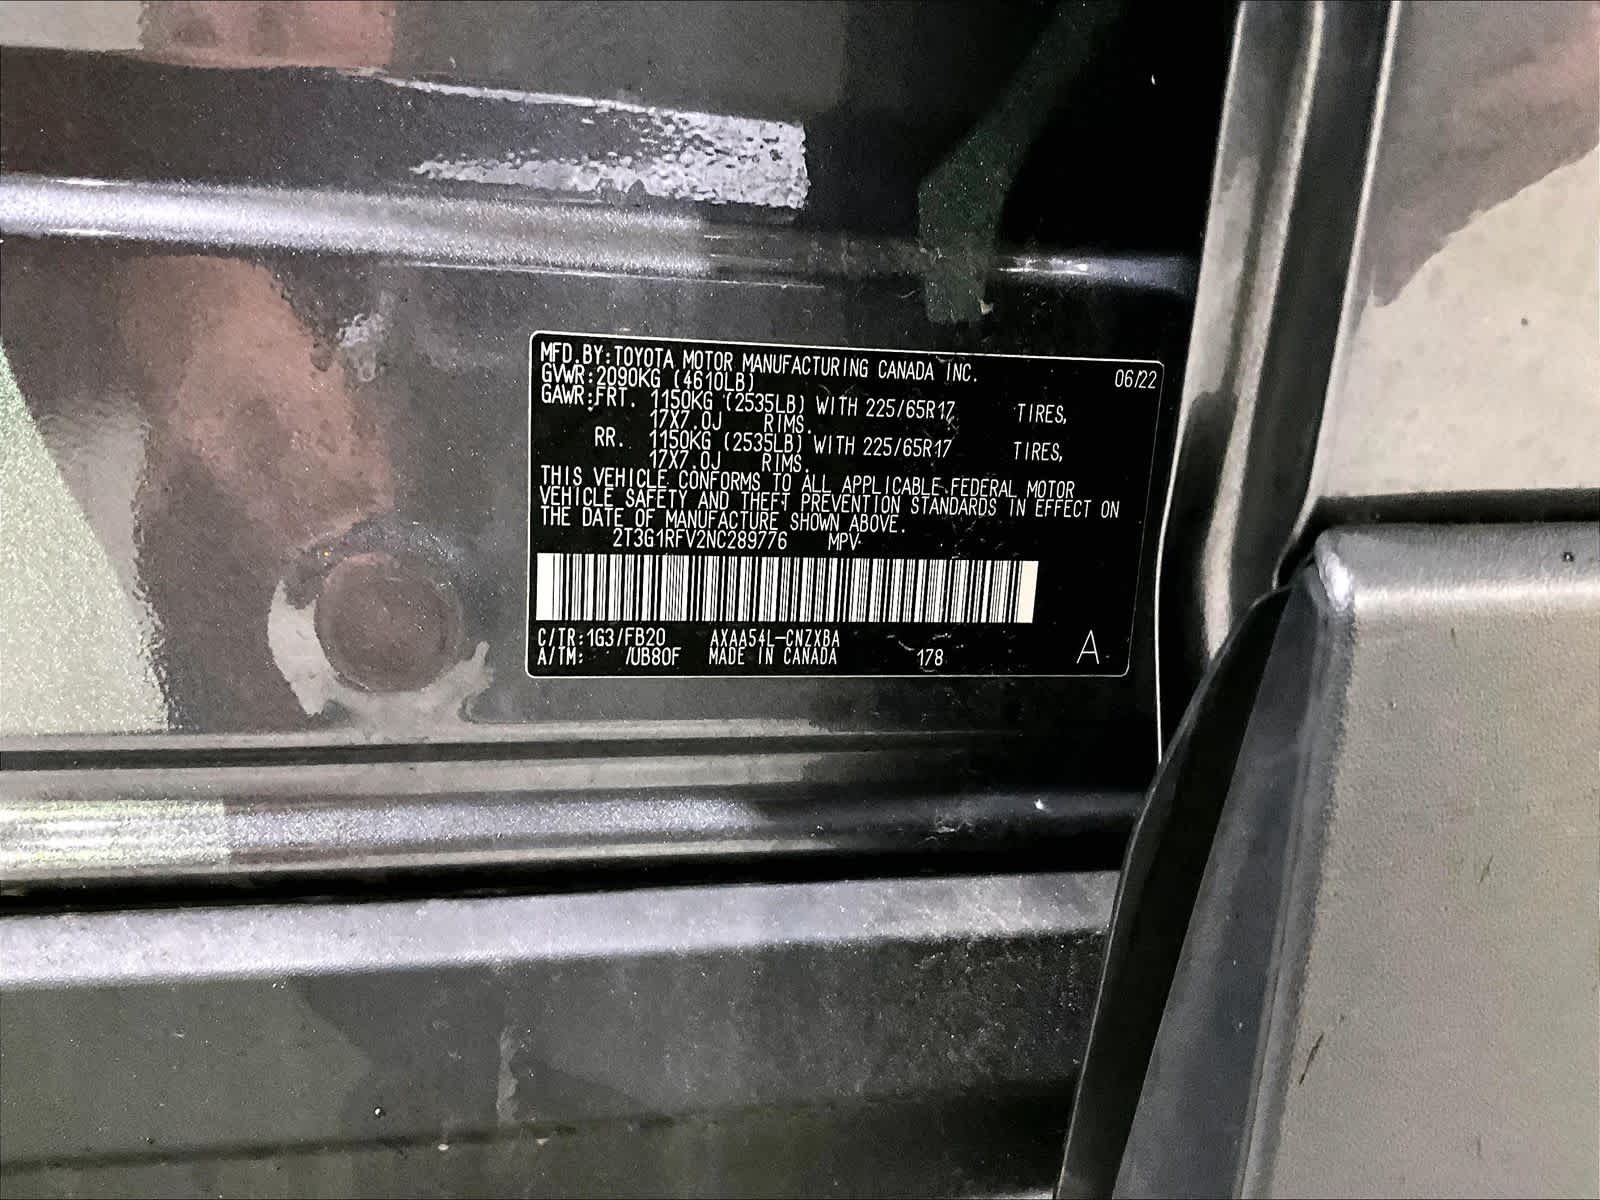 MFD.BY:TOYOTA MOTOR MANUFACTURING CANADA INC. 06/22
GVWR:2090KG (4610LB)
GAWR:FRT. 1150KG (2535LB) WITH 225/65R17 TIRES,
17X7.0J RIMS.
RR. 1150KG (2535LB) WITH 225/65R17 TIRES,
17X7.0J RIMS.
THIS VEHICLE CONFORMS TO ALL APPLICABLE FEDERAL MOTOR
VEHICLE SAFETY AND THEFT PREVENTION STANDARDS IN EFFECT ON
THE DATE OF MANUFACTURE SHOWN ABOVE.
2T3G1RFV2NC289776 MPV
C/TR:1G3/FB20 AXAA54L-CNZXBA
A/TM: /UB80F MADE IN CANADA 178 A